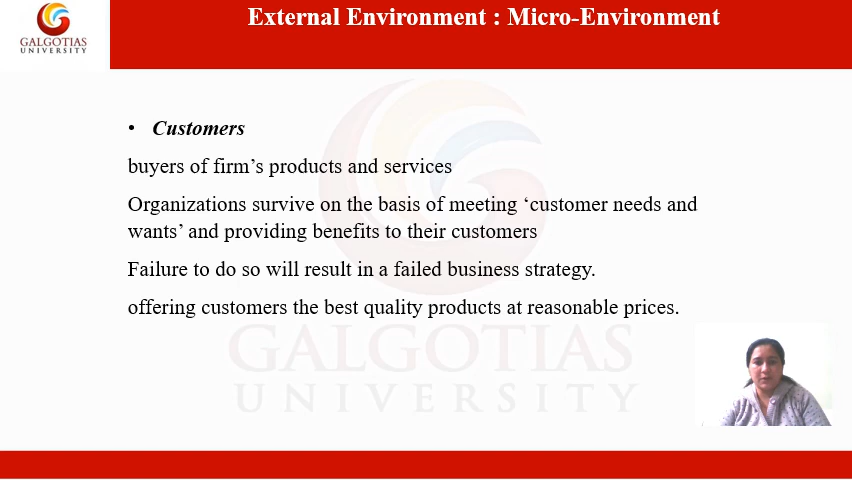 External Environment : Micro-Environment
GALGOTIAS
UNIVERSITY
• Customers
buyers of firm’s products and services
Organizations survive on the basis of meeting ‘customer needs and
wants’ and providing benefits to their customers
Failure to do so will result in a failed business strategy.
offering customers the best quality products at reasonable prices.
GALGOTIAS
UNIVERSITY